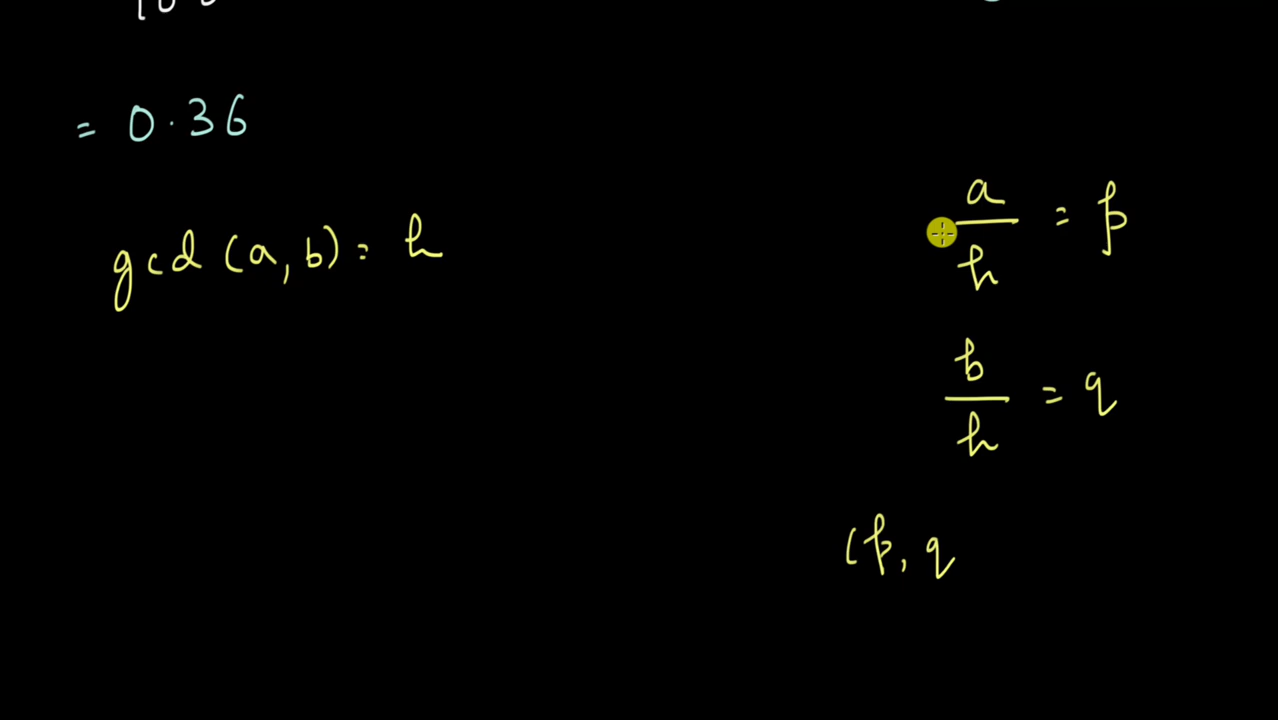 = 0.36
gcd (a, b) = h
a/h = p
b/h = q
(p, q